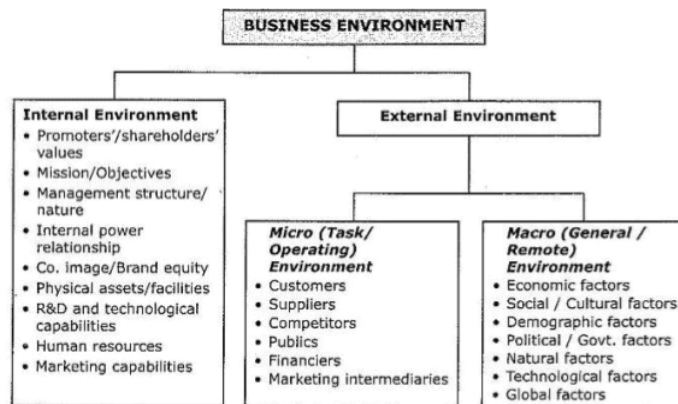 BUSINESS ENVIRONMENT
Internal Environment
• Promoters'/shareholders'
values
• Mission/Objectives
• Management structure/
nature
• Internal power
relationship
• Co. image/Brand equity
• Physical assets/facilities
• R&D and technological
capabilities
• Human resources
• Marketing capabilities
External Environment
Micro (Task/
Operating)
Environment
• Customers
• Suppliers
• Competitors
• Publics
• Financiers
• Marketing intermediaries
Macro (General /
Remote)
Environment
• Economic factors
• Social / Cultural factors
• Demographic factors
• Political / Govt. factors
• Natural factors
• Technological factors
• Global factors